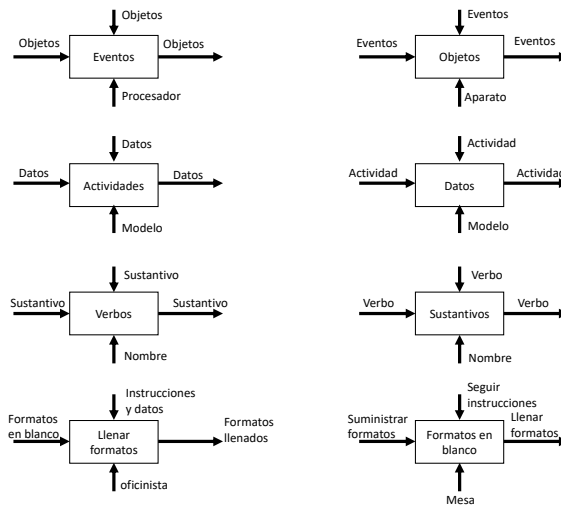 Objetos
Objetos
Eventos
Objetos
Procesador
Eventos
Eventos
Objetos
Eventos
Aparato
Datos
Datos
Actividades
Datos
Modelo
Actividad
Actividad
Datos
Actividad
Modelo
Sustantivo
Sustantivo
Verbos
Sustantivo
Nombre
Verbo
Verbo
Sustantivos
Verbo
Nombre
Instrucciones
y datos
Formatos
en blanco
Llenar
formatos
Formatos
llenados
oficinista
Seguir
instrucciones
Suministrar
formatos
Formatos en
blanco
Llenar
formatos
Mesa